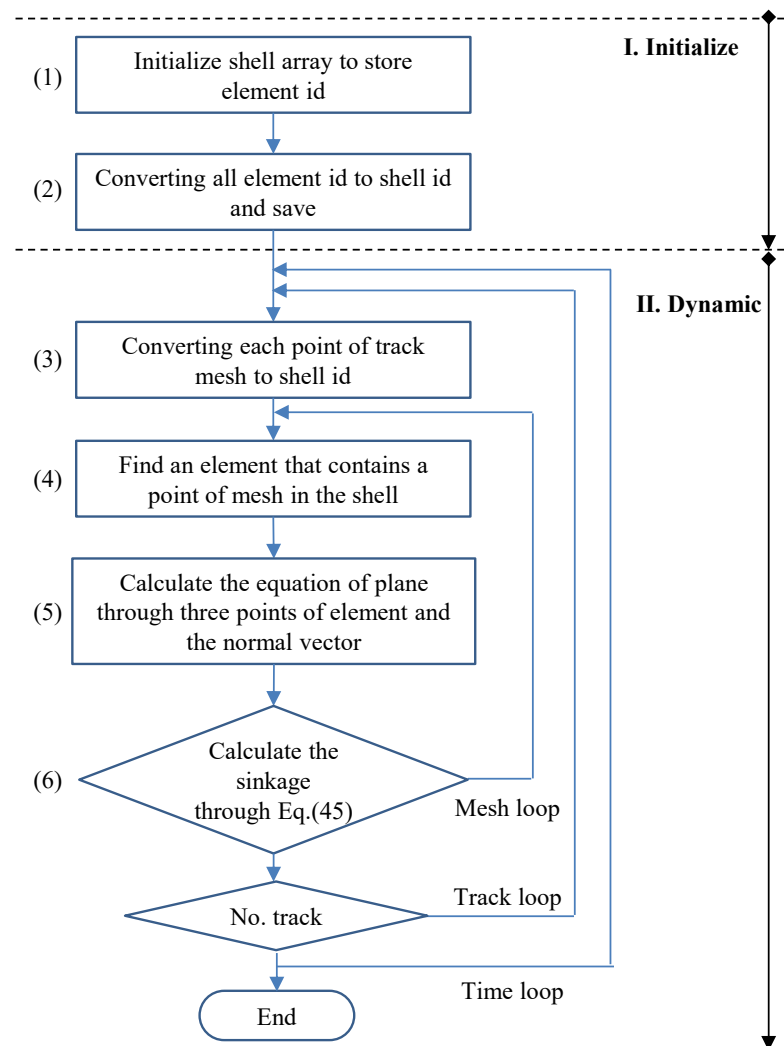 I. Initialize
(1)
Initialize shell array to store
element id
(2)
Converting all element id to shell id
and save
II. Dynamic
(3)
Converting each point of track
mesh to shell id
(4)
Find an element that contains a
point of mesh in the shell
(5)
Calculate the equation of plane
through three points of element and
the normal vector
(6)
Calculate the
sinkage
through Eq.(45)
Mesh loop
Track loop
No. track
Time loop
End